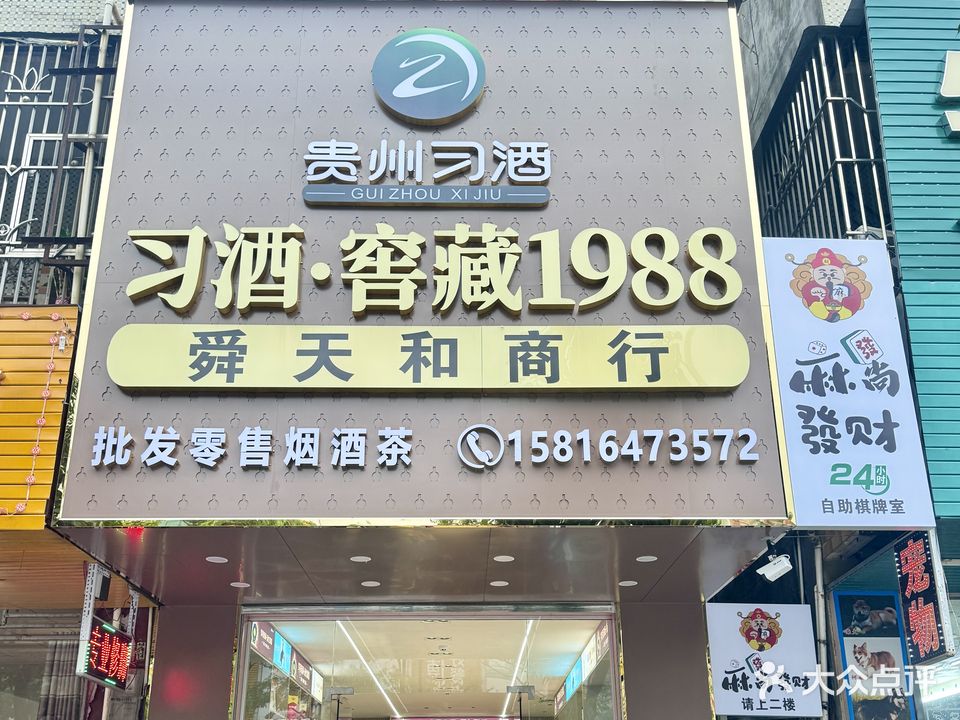 贵州习酒
GUIZHOU XIJIU
习酒·窖藏1988
舜天和商行
批发零售烟酒茶 15816473572
發
麻尚
發财
24小时
自助棋牌室
宠物
麻尚發财
请上二楼
大众点评